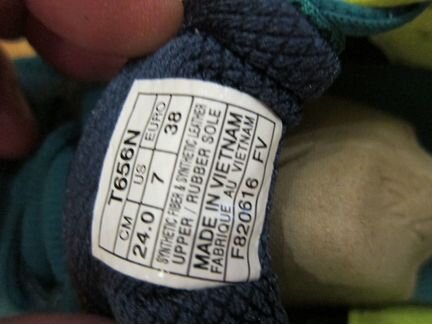 T656N
CM US EURO
24.0 7 38
SYNTHETIC FIBER & SYNTHETIC LEATHER
UPPER / RUBBER SOLE
MADE IN VIETNAM
FABRIQUE AU VIETNAM
F820616 FV